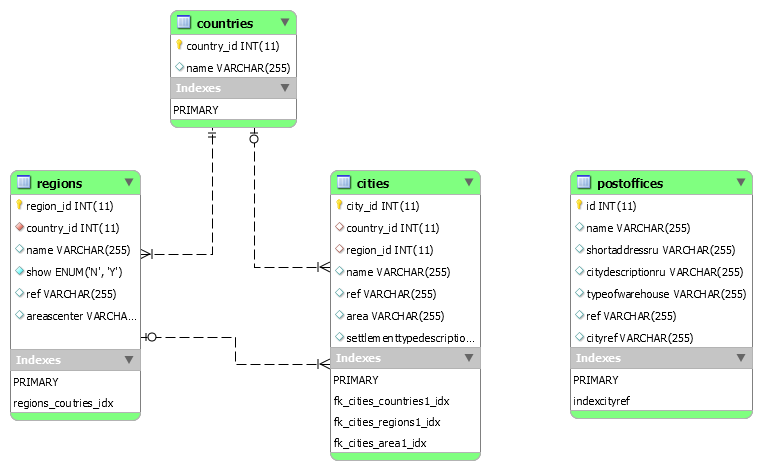 countries
country_id INT(11)
name VARCHAR(255)
Indexes
PRIMARY
regions
region_id INT(11)
country_id INT(11)
name VARCHAR(255)
show ENUM('N', 'Y')
ref VARCHAR(255)
areascenter VARCHA...
Indexes
PRIMARY
regions_coutries_idx
cities
city_id INT(11)
country_id INT(11)
region_id INT(11)
name VARCHAR(255)
ref VARCHAR(255)
area VARCHAR(255)
settlementtypedescriptio...
Indexes
PRIMARY
fk_cities_countries1_idx
fk_cities_regions1_idx
fk_cities_area1_idx
postoffices
id INT(11)
name VARCHAR(255)
shortaddressru VARCHAR(255)
citydescriptionru VARCHAR(255)
typeofwarehouse VARCHAR(255)
ref VARCHAR(255)
cityref VARCHAR(255)
Indexes
PRIMARY
indexcityref